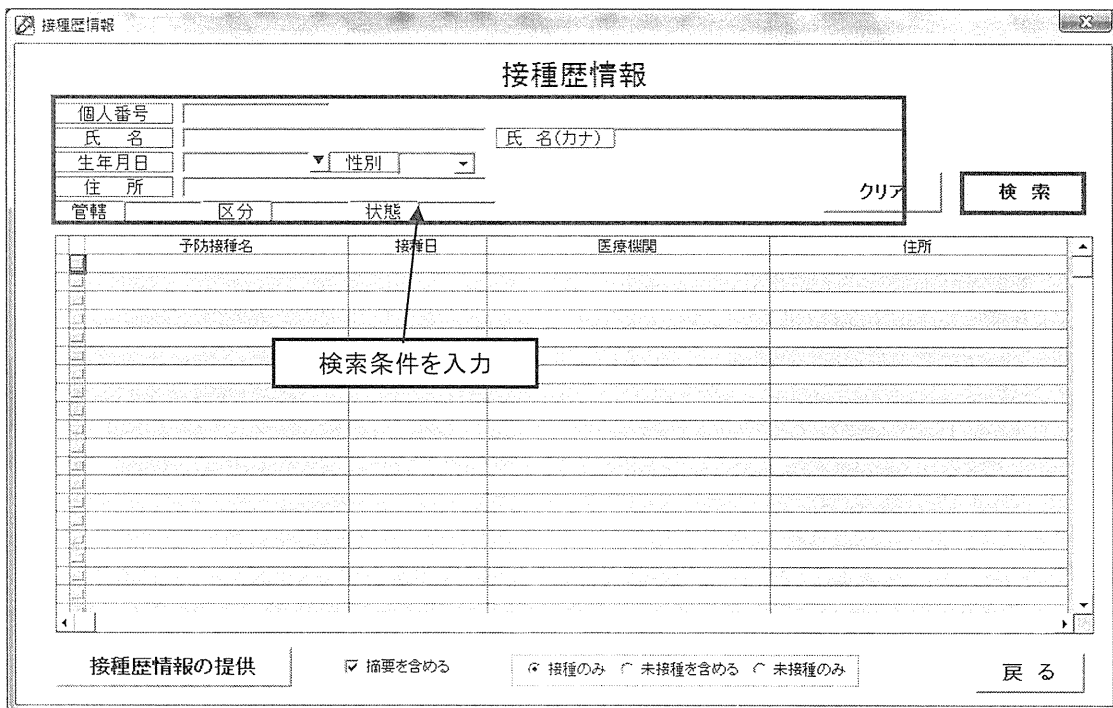 接種歴情報
接種歴情報
個人番号
氏 名 氏 名(カナ)
生年月日 性別
住 所
クリア 検 索
管轄 区分 状態
予防接種名 接種日 医療機関 住所
検索条件を入力
接種歴情報の提供 摘要を含める 接種のみ 未接種を含める 未接種のみ 戻 る